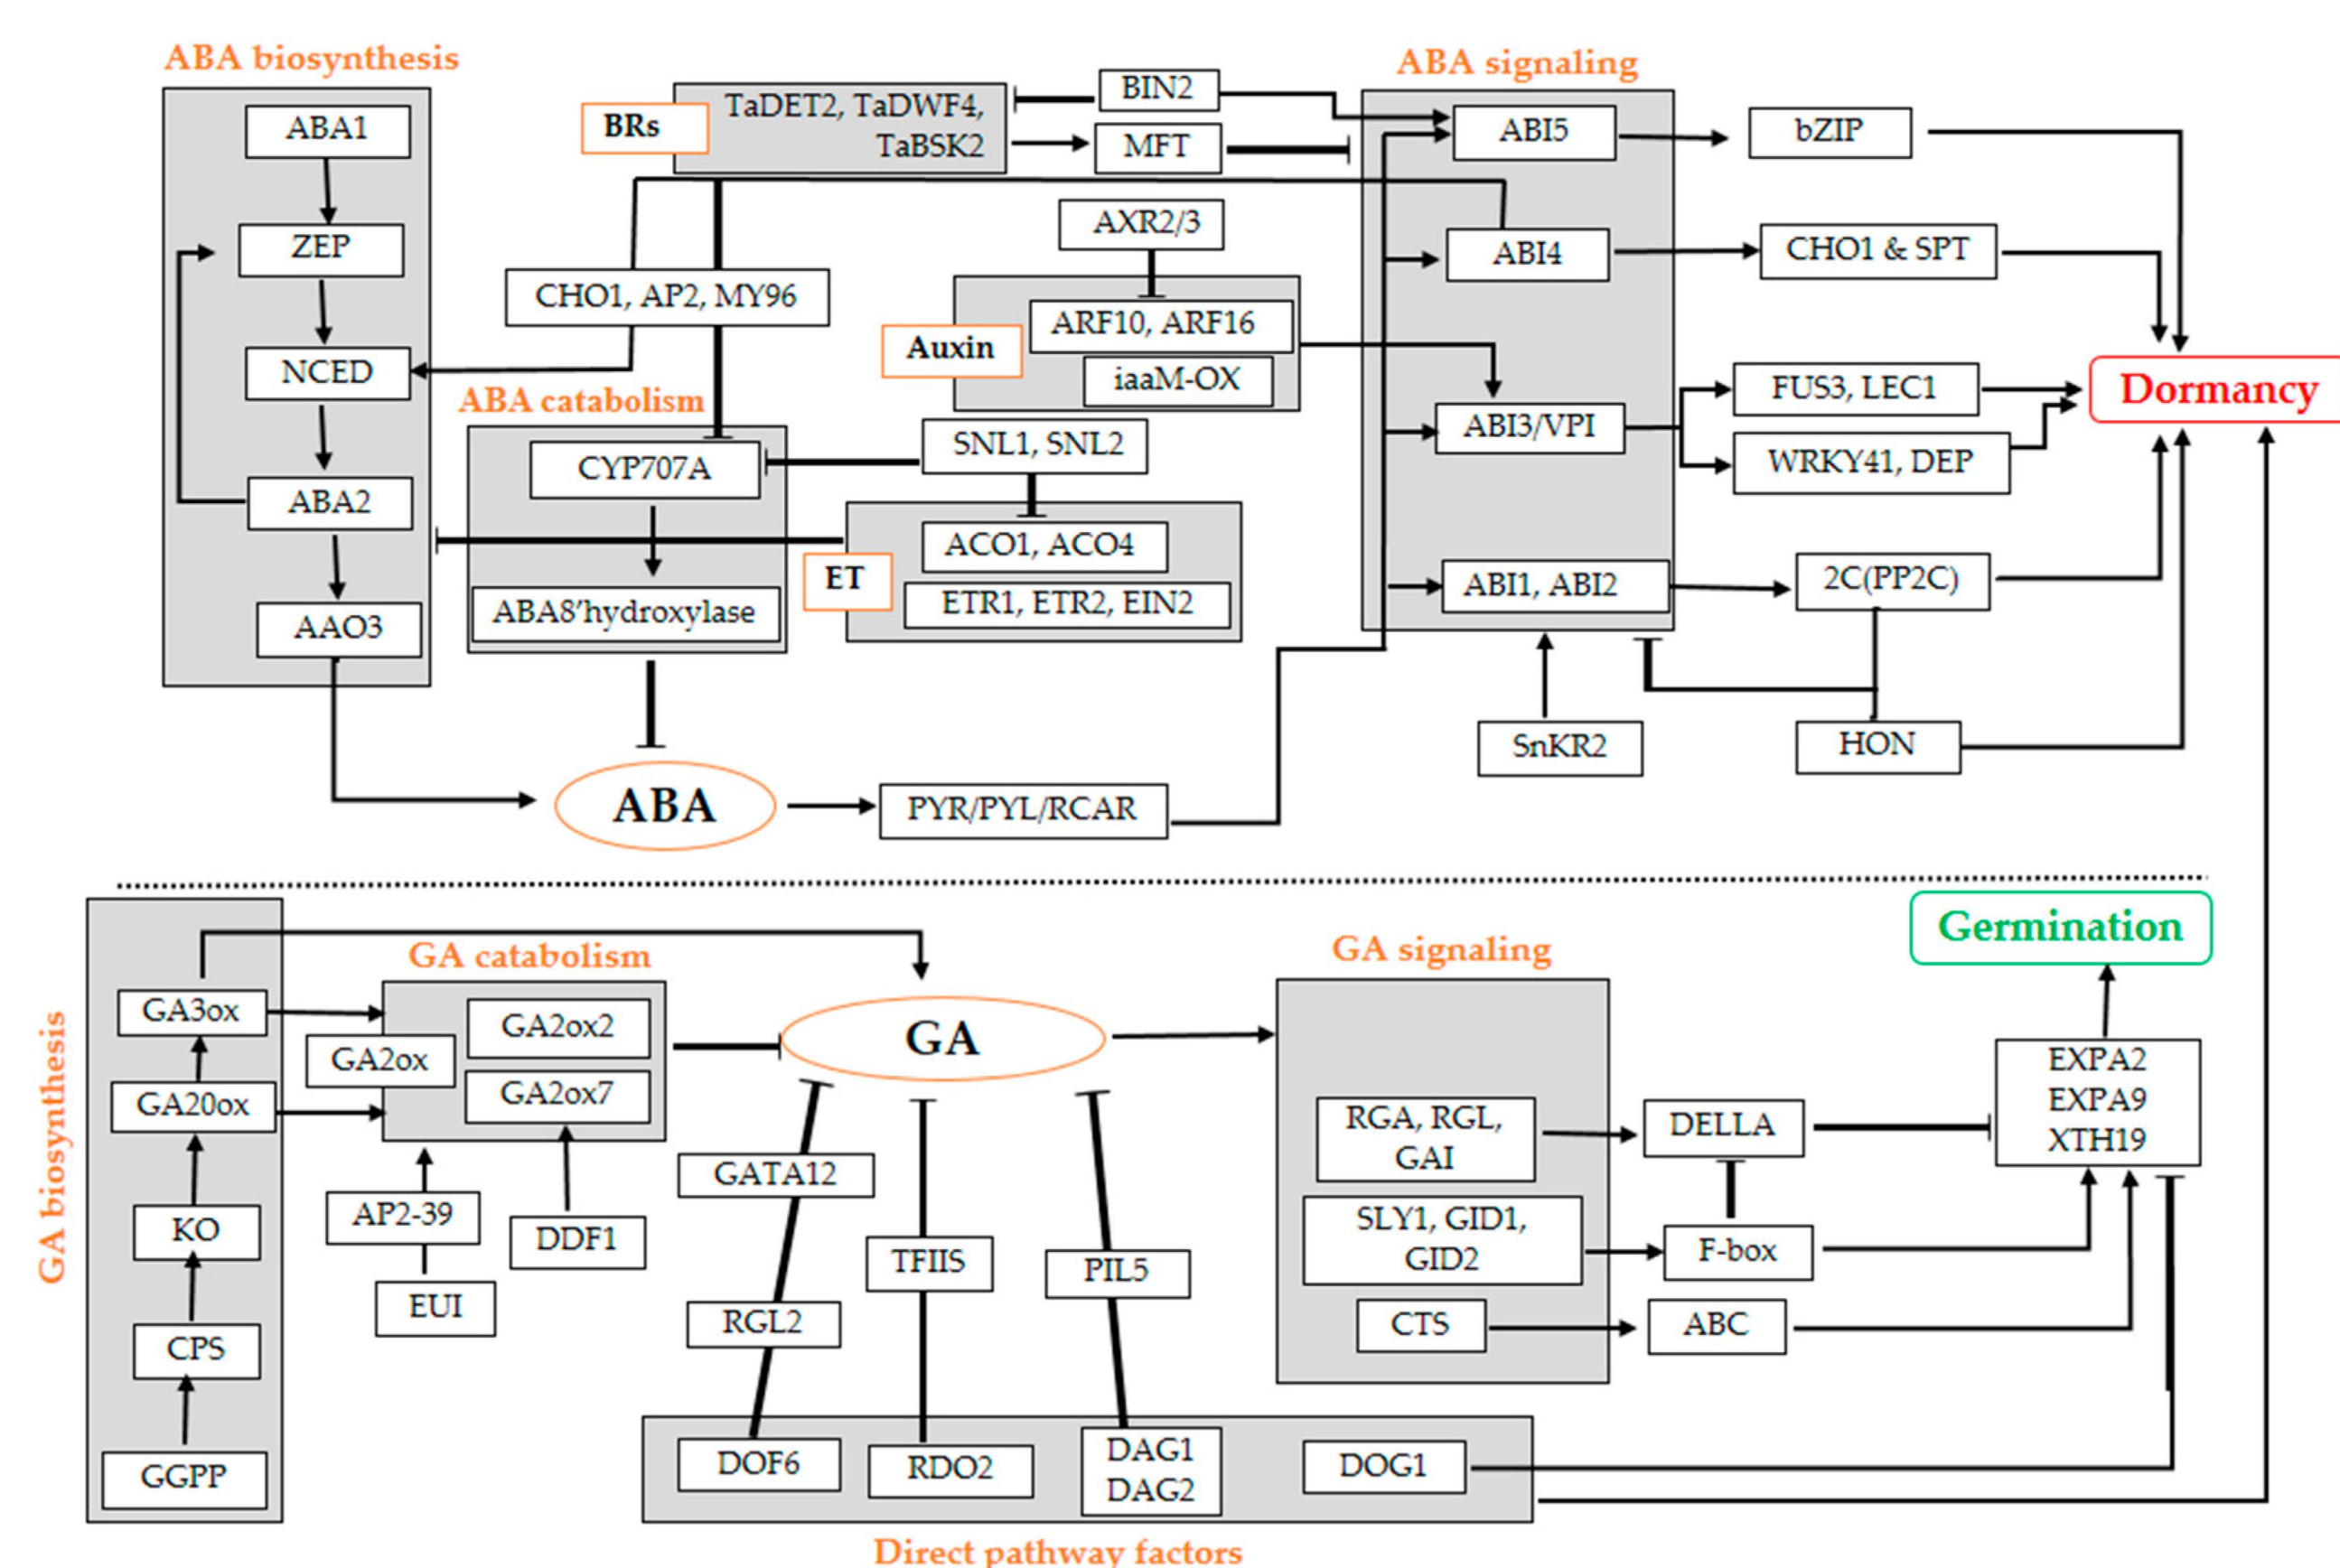 ABA biosynthesis
ABA1
ZEP
NCED
ABA2
AAO3
BRs
TaDET2, TaDWF4,
TaBSK2
BIN2
MFT
CHO1, AP2, MY96
AXR2/3
Auxin
ARF10, ARF16
iaaM-OX
ABA catabolism
CYP707A
ABA8'hydroxylase
SNL1, SNL2
ET
ACO1, ACO4
ETR1, ETR2, EIN2
ABA signaling
ABI5
ABI4
ABI3/VPI
ABI1, ABI2
bZIP
CHO1 & SPT
FUS3, LEC1
WRKY41, DEP
2C(PP2C)
SnKR2
HON
Dormancy
ABA
PYR/PYL/RCAR
GA biosynthesis
GA3ox
GA20ox
KO
CPS
GGPP
GA catabolism
GA2ox
GA2ox2
GA2ox7
AP2-39
EUI
DDF1
GA
GATA12
RGL2
TFIIS
PIL5
DOF6
RDO2
DAG1
DAG2
DOG1
Direct pathway factors
GA signaling
RGA, RGL,
GAI
SLY1, GID1,
GID2
CTS
DELLA
F-box
ABC
Germination
EXPA2
EXPA9
XTH19